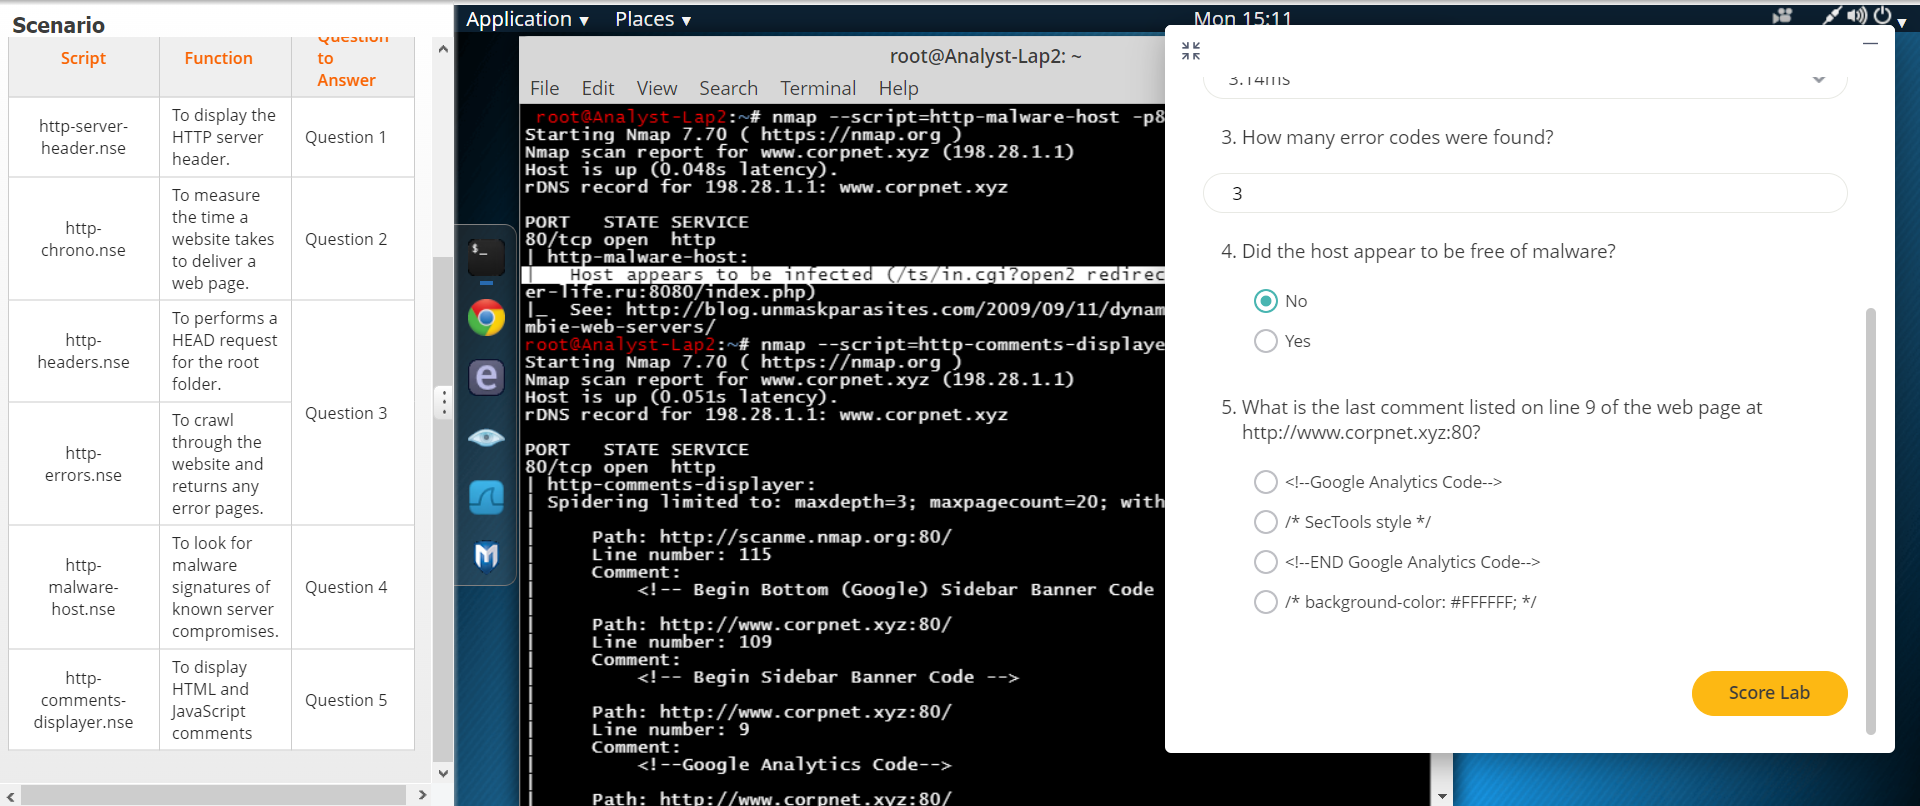 Scenario
Script
Function
Question
to
Answer
http-server-
header.nse
To display the
HTTP server
header.
Question 1
http-
chrono.nse
To measure
the time a
website takes
to deliver a
web page.
Question 2
http-
headers.nse
To performs a
HEAD request
for the root
folder.
Question 3
http-
errors.nse
To crawl
through the
website and
returns any
error pages.
http-
malware-
host.nse
To look for
malware
signatures of
known server
compromises.
Question 4
http-
comments-
displayer.nse
To display
HTML and
JavaScript
comments
Question 5
Application ▾ Places ▾
Mon 15:11
root@Analyst-Lap2: ~
File Edit View Search Terminal Help
root@Analyst-Lap2:~# nmap --script=http-malware-host -p8
Starting Nmap 7.70 ( https://nmap.org )
Nmap scan report for www.corpnet.xyz (198.28.1.1)
Host is up (0.048s latency).
rDNS record for 198.28.1.1: www.corpnet.xyz
PORT   STATE SERVICE
80/tcp open  http
| http-malware-host:
|   Host appears to be infected (/ts/in.cgi?open2 redirec
er-life.ru:8080/index.php)
|_  See: http://blog.unmaskparasites.com/2009/09/11/dynam
mbie-web-servers/
root@Analyst-Lap2:~# nmap --script=http-comments-displaye
Starting Nmap 7.70 ( https://nmap.org )
Nmap scan report for www.corpnet.xyz (198.28.1.1)
Host is up (0.051s latency).
rDNS record for 198.28.1.1: www.corpnet.xyz
PORT   STATE SERVICE
80/tcp open  http
| http-comments-displayer:
| Spidering limited to: maxdepth=3; maxpagecount=20; with
|
|     Path: http://scanme.nmap.org:80/
|     Line number: 115
|     Comment:
|         <!-- Begin Bottom (Google) Sidebar Banner Code
|
|     Path: http://www.corpnet.xyz:80/
|     Line number: 109
|     Comment:
|         <!-- Begin Sidebar Banner Code -->
|
|     Path: http://www.corpnet.xyz:80/
|     Line number: 9
|     Comment:
|         <!--Google Analytics Code-->
|
|     Path: http://www.corpnet.xyz:80/
3.14ms
3. How many error codes were found?
3
4. Did the host appear to be free of malware?
No
Yes
5. What is the last comment listed on line 9 of the web page at
http://www.corpnet.xyz:80?
<!--Google Analytics Code-->
/* SecTools style */
<!--END Google Analytics Code-->
/* background-color: #FFFFFF; */
Score Lab